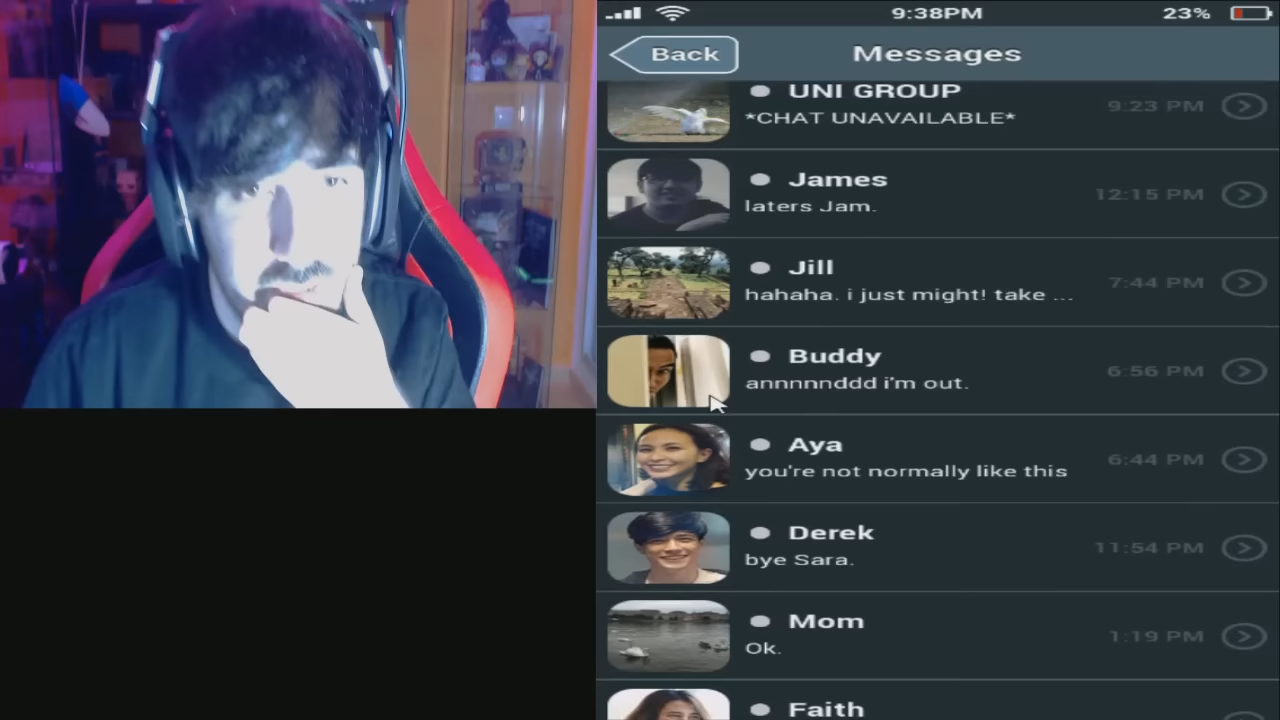 9:38PM
23%
Back
Messages
UNI GROUP
*CHAT UNAVAILABLE*
9:23 PM
James
laters Jam.
12:15 PM
Jill
hahaha. i just might! take ...
7:44 PM
Buddy
annnnnddd i'm out.
6:56 PM
Aya
you're not normally like this
6:44 PM
Derek
bye Sara.
11:54 PM
Mom
Ok.
1:19 PM
Faith